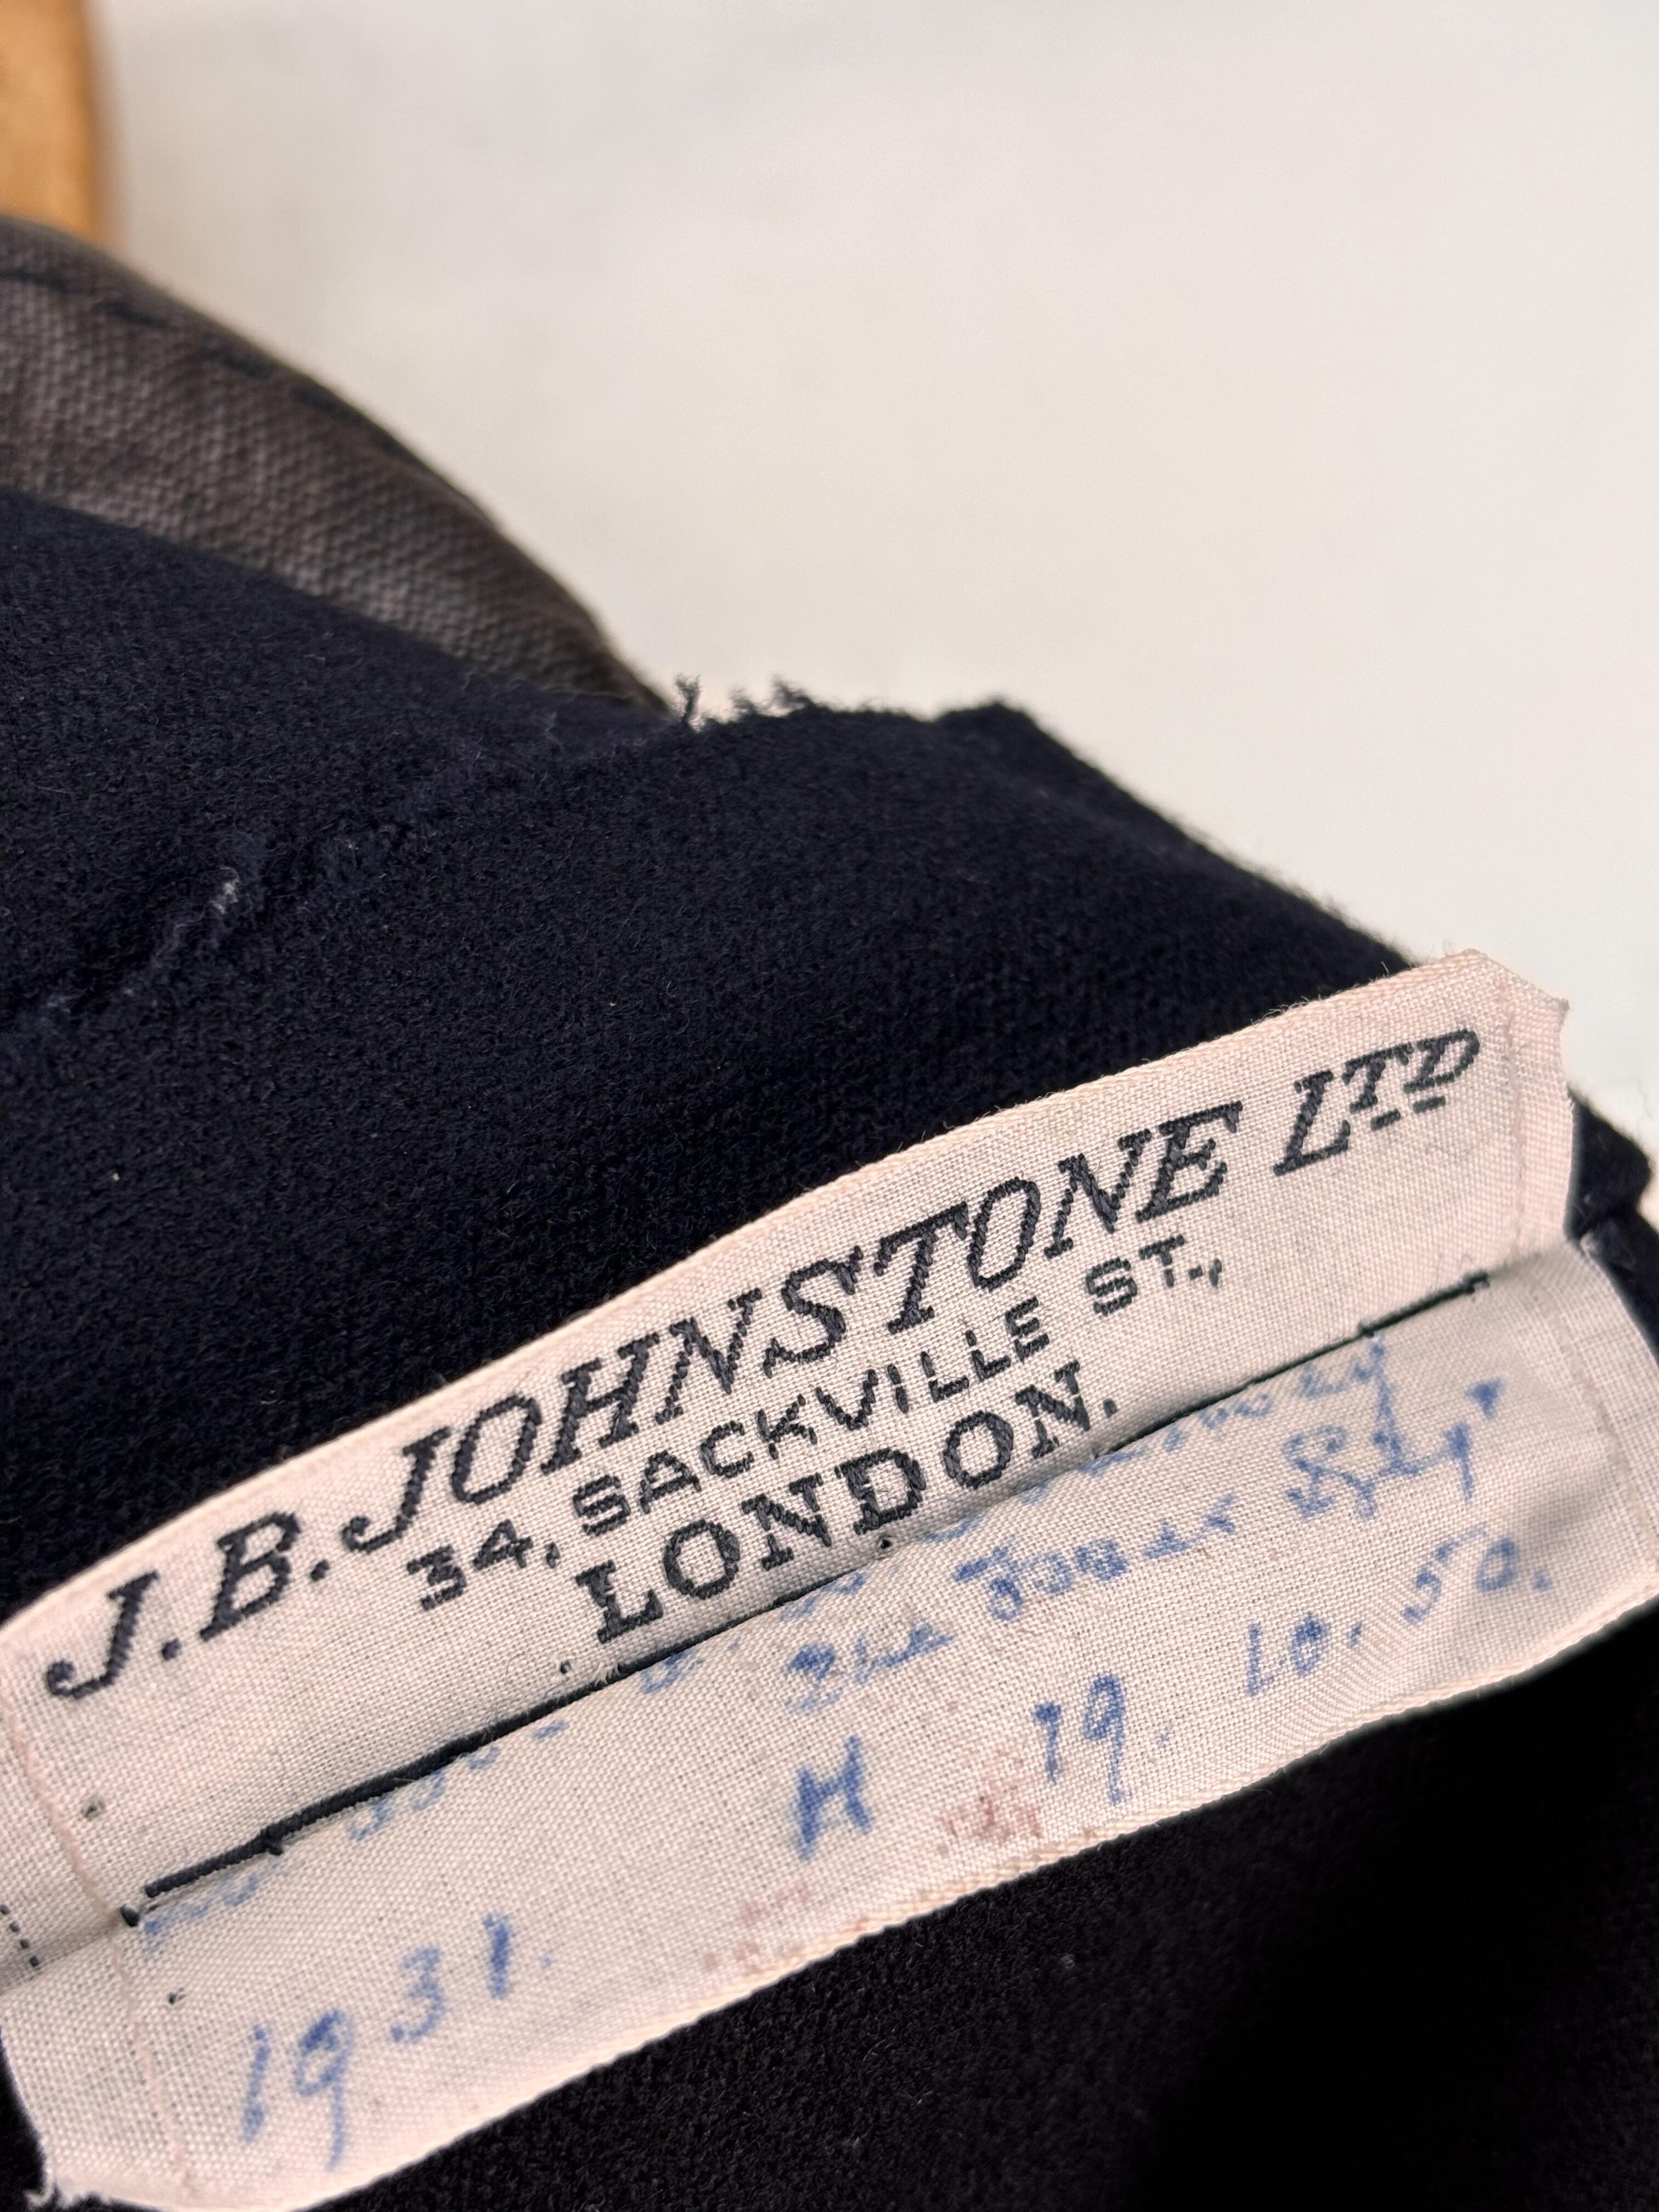 J.B. JOHNSTONE LTD
34, SACKVILLE ST.,
LONDON.
1931. H 19. 10. 50.